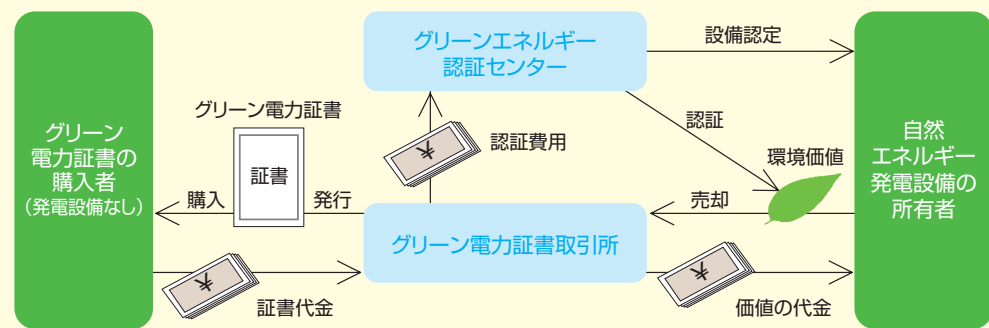 グリーンエネルギー
認証センター
設備認定
グリーン電力証書
認証費用
認証
環境価値
グリーン
電力証書の
購入者
（発電設備なし）
証書
購入
発行
売却
自然
エネルギー
発電設備の
所有者
グリーン電力証書取引所
証書代金
価値の代金